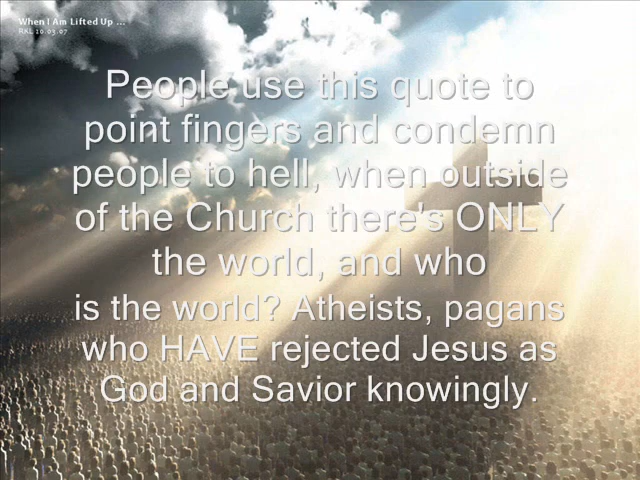 When I Am Lifted Up ...
RKL 10.03.07
People use this quote to
point fingers and condemn
people to hell, when outside
of the Church there's ONLY
the world, and who
is the world? Atheists, pagans
who HAVE rejected Jesus as
God and Savior knowingly.